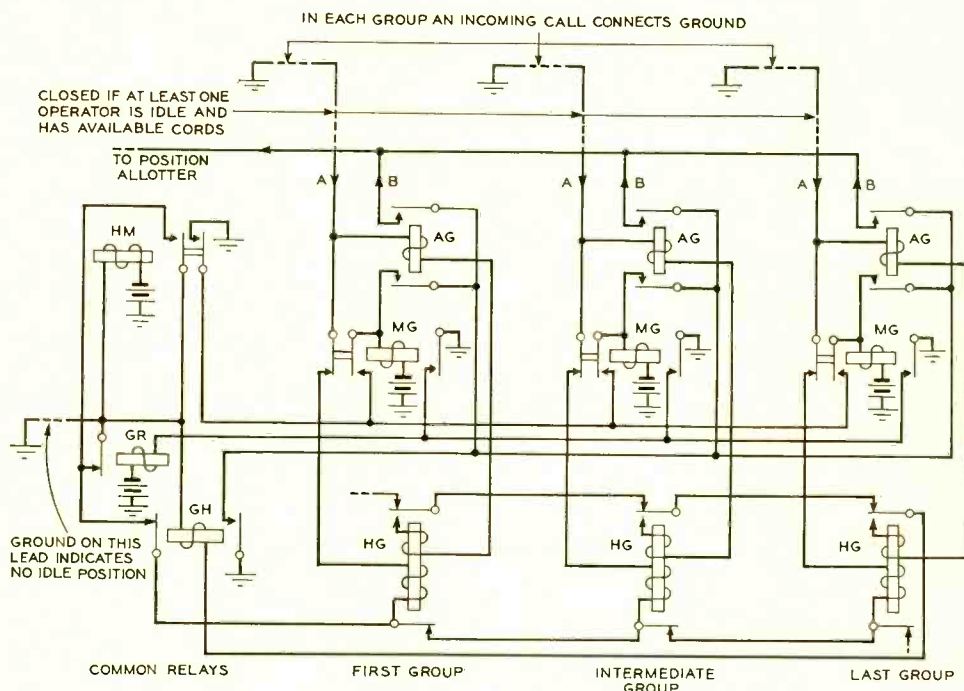 IN EACH GROUP AN INCOMING CALL CONNECTS GROUND
CLOSED IF AT LEAST ONE
OPERATOR IS IDLE AND
HAS AVAILABLE CORDS
TO POSITION
ALLOTTER
A
B
A
B
A
B
HM
AG
AG
AG
MG
MG
MG
GR
GH
GROUND ON THIS
LEAD INDICATES
NO IDLE POSITION
HG
HG
HG
COMMON RELAYS
FIRST GROUP
INTERMEDIATE
GROUP
LAST GROUP